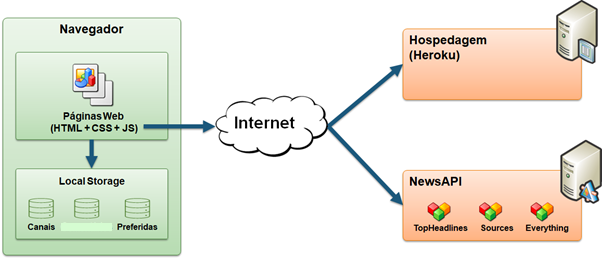 Navegador
Páginas Web
(HTML + CSS + JS)
Local Storage
Canais
Preferidas
Internet
Hospedagem
(Heroku)
NewsAPI
TopHeadlines
Sources
Everything